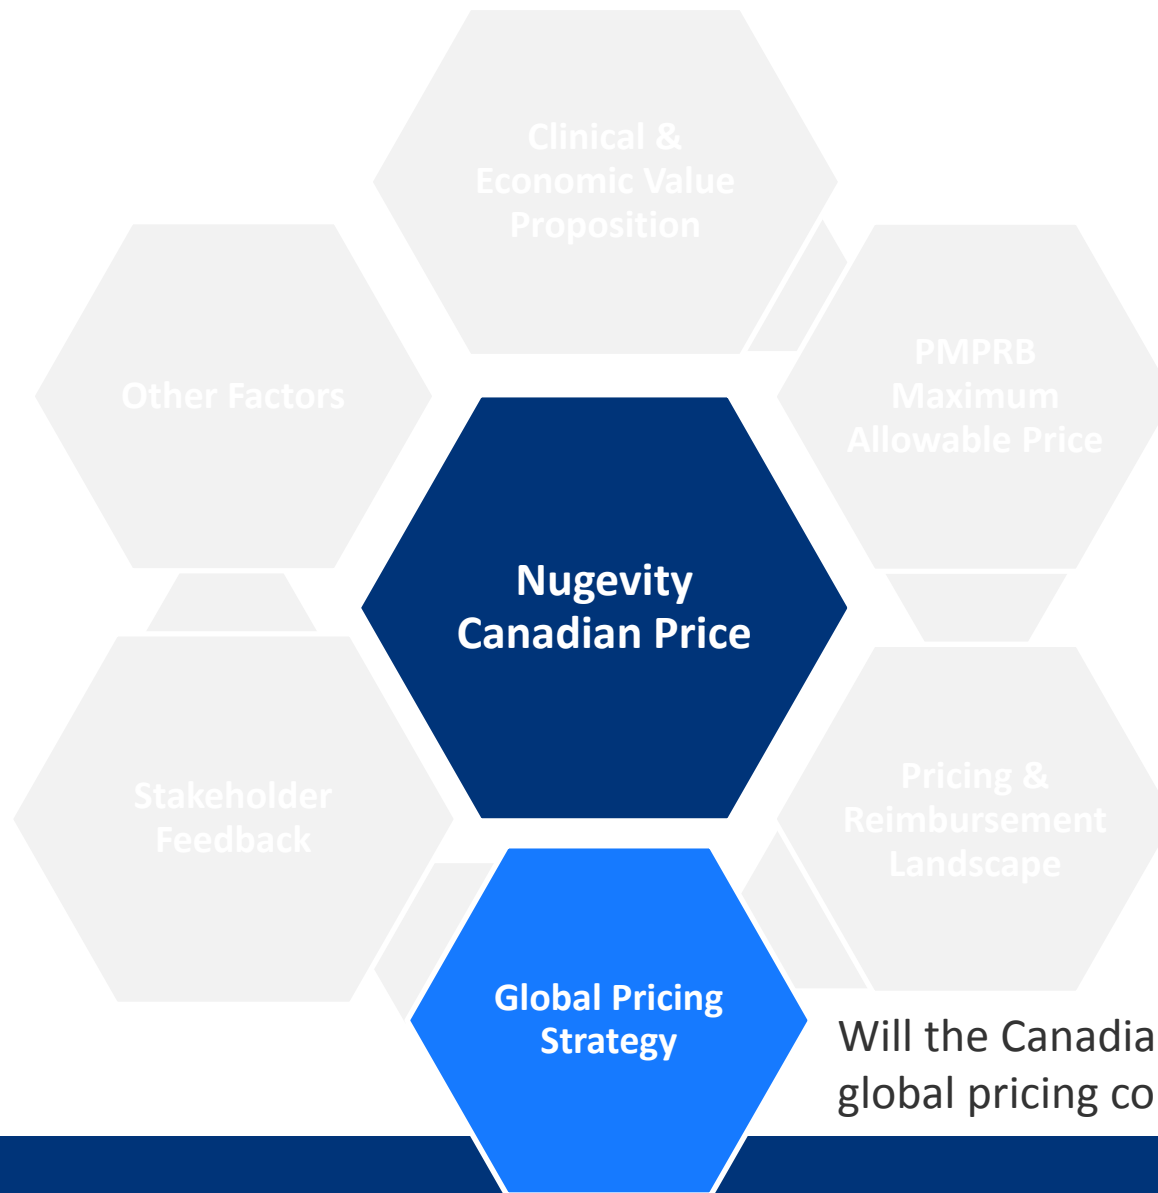 Clinical &
Economic Value
Proposition
Other Factors
PMPRB
Maximum
Allowable Price
Nugevity
Canadian Price
Stakeholder
Feedback
Pricing &
Reimbursement
Landscape
Global Pricing
Strategy
Will the Canadia
global pricing co